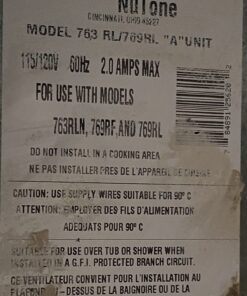 NuTone
CINCINNATI, OHIO 45227
MODEL 763 RL/769RL "A" UNIT
115/120V 60Hz 2.0 AMPS MAX
FOR USE WITH MODELS
763RLN, 769RF, AND 769RL
DO NOT INSTALL IN A COOKING AREA
NE PAS INSTALLER PRES DE L'APPAREIL DE CUISINE
CAUTION: USE SUPPLY WIRES SUITABLE FOR 90° C
ATTENTION: EMPLOYER DES FILS D'ALIMENTATION
ADEQUATS POUR 90° C
SUITABLE FOR USE OVER TUB OR SHOWER WHEN
INSTALLED IN A G.F.I. PROTECTED BRANCH CIRCUIT.
CE VENTILATEUR CONVIENT POUR L'INSTALLATION AU
PLAFOND - DESSUS DE LA BAIGNOIRE OU DE LA